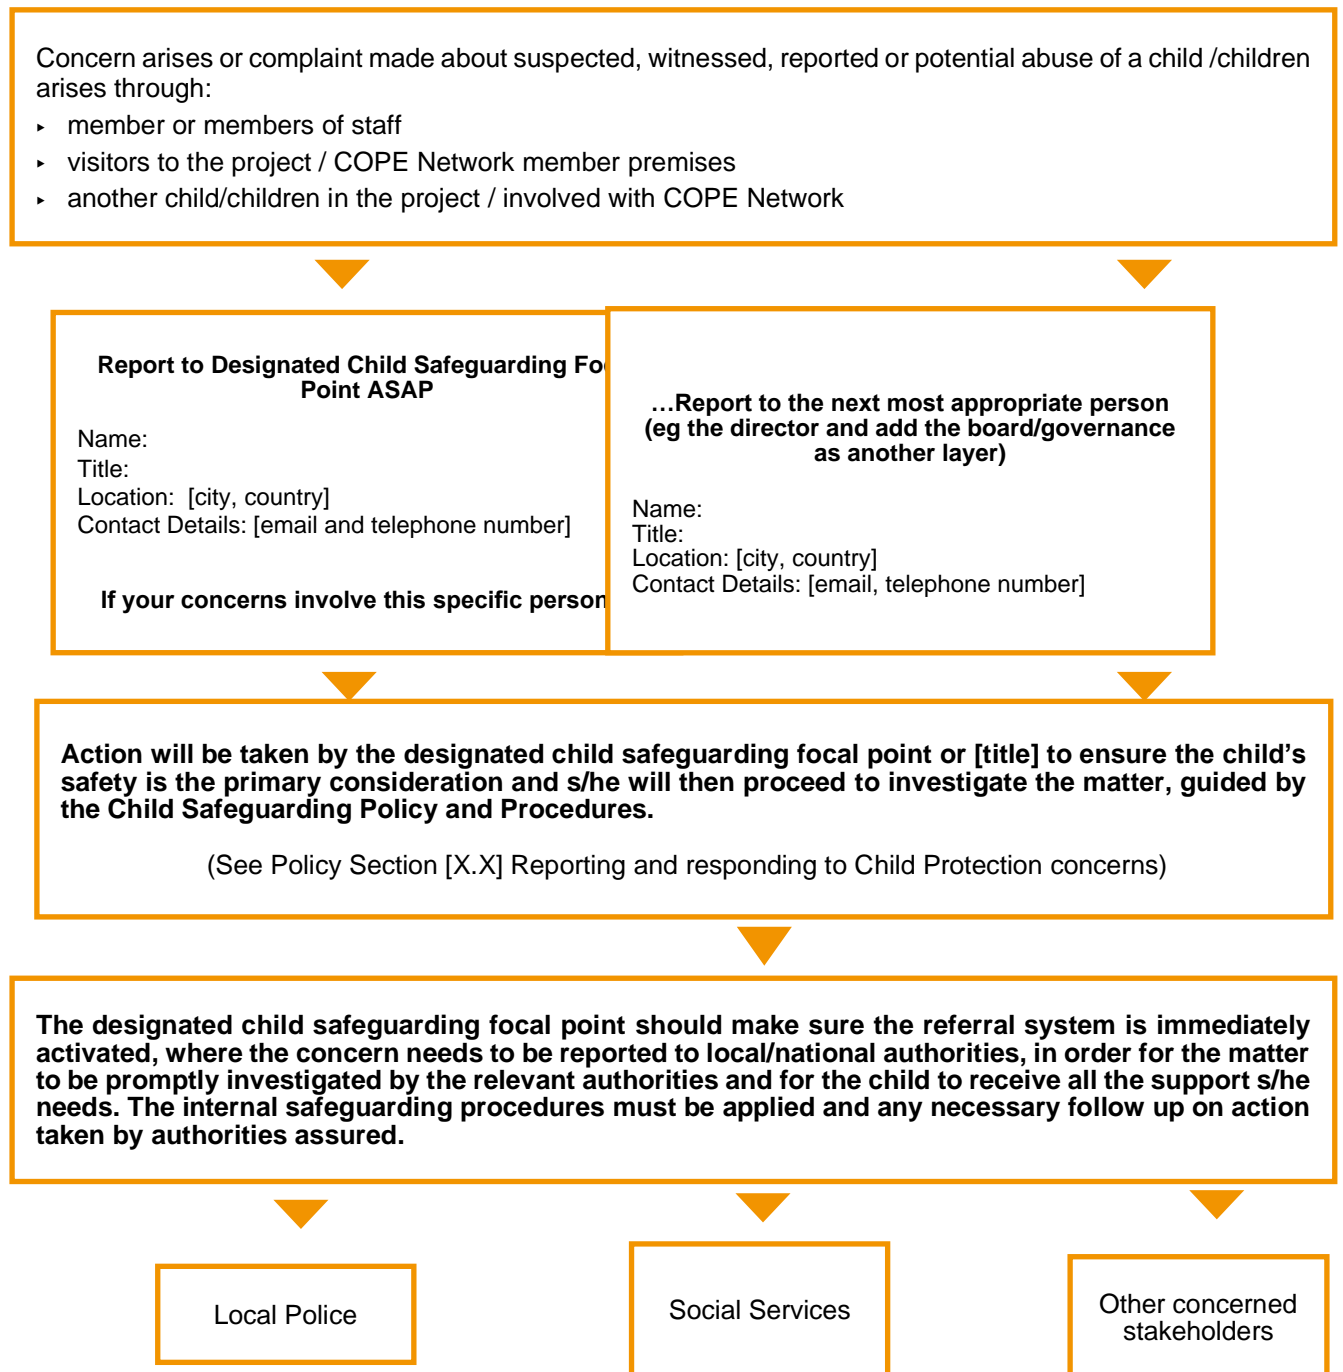 Concern arises or complaint made about suspected, witnessed, reported or potential abuse of a child /children
arises through:
‣ member or members of staff
‣ visitors to the project / COPE Network member premises
‣ another child/children in the project / involved with COPE Network
Report to Designated Child Safeguarding Fo
Point ASAP
Name:
Title:
Location: [city, country]
Contact Details: [email and telephone number]
If your concerns involve this specific person
…Report to the next most appropriate person
(eg the director and add the board/governance
as another layer)
Name:
Title:
Location: [city, country]
Contact Details: [email, telephone number]
Action will be taken by the designated child safeguarding focal point or [title] to ensure the child’s
safety is the primary consideration and s/he will then proceed to investigate the matter, guided by
the Child Safeguarding Policy and Procedures.
(See Policy Section [X.X] Reporting and responding to Child Protection concerns)
The designated child safeguarding focal point should make sure the referral system is immediately
activated, where the concern needs to be reported to local/national authorities, in order for the matter
to be promptly investigated by the relevant authorities and for the child to receive all the support s/he
needs. The internal safeguarding procedures must be applied and any necessary follow up on action
taken by authorities assured.
Local Police
Social Services
Other concerned
stakeholders